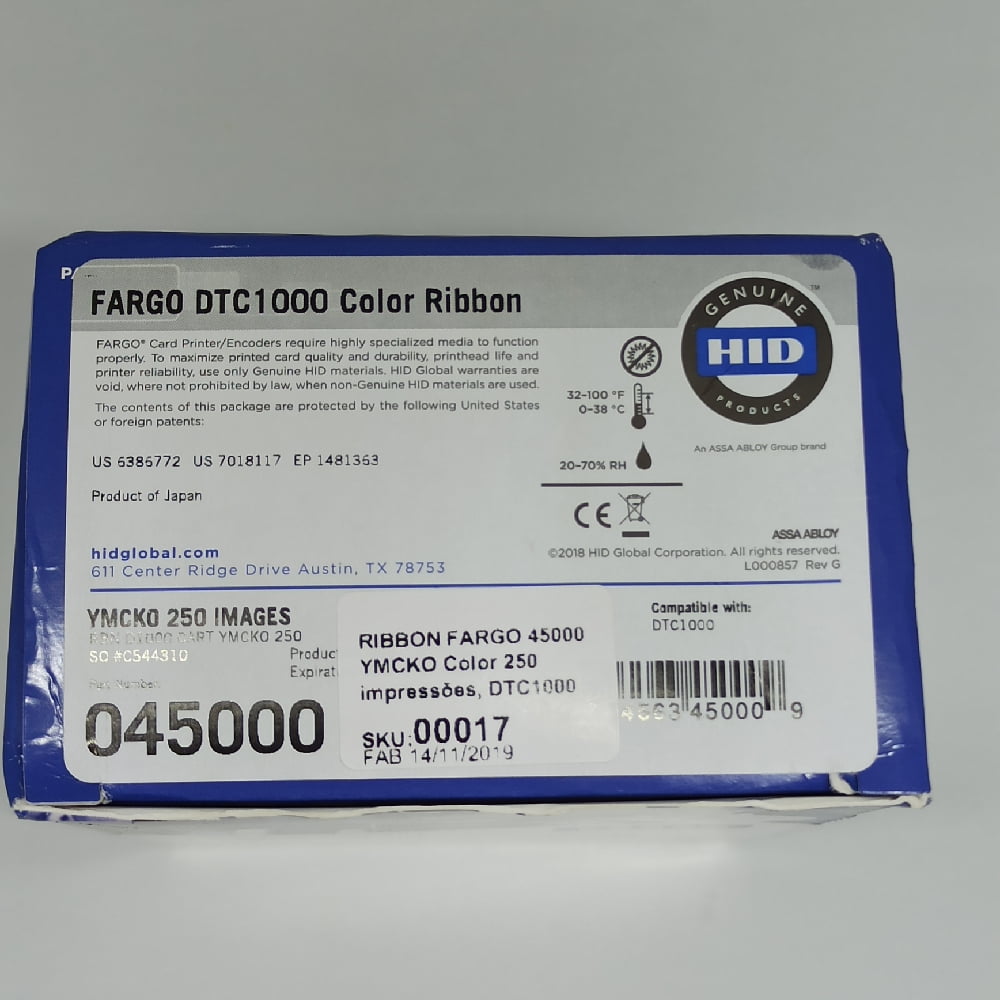 FARGO DTC1000 Color Ribbon
GENUINE
HID
PRODUCTS
TM
An ASSA ABLOY Group brand
FARGO® Card Printer/Encoders require highly specialized media to function
properly. To maximize printed card quality and durability, printhead life and
printer reliability, use only Genuine HID materials. HID Global warranties are
void, where not prohibited by law, when non-Genuine HID materials are used.
The contents of this package are protected by the following United States
or foreign patents:
US 6386772 US 7018117 EP 1481363
Product of Japan
32-100 °F
0-38 °C
20-70% RH
CE
ASSA ABLOY
©2018 HID Global Corporation. All rights reserved.
L000857 Rev G
hidglobal.com
611 Center Ridge Drive Austin, TX 78753
YMCKO 250 IMAGES
CART YMCKO 250
SO #C544310
Part Number:
045000
RIBBON FARGO 45000
YMCKO Color 250
impressões, DTC1000
SKU:00017
FAB 14/11/2019
Compatible with:
DTC1000
45000 9